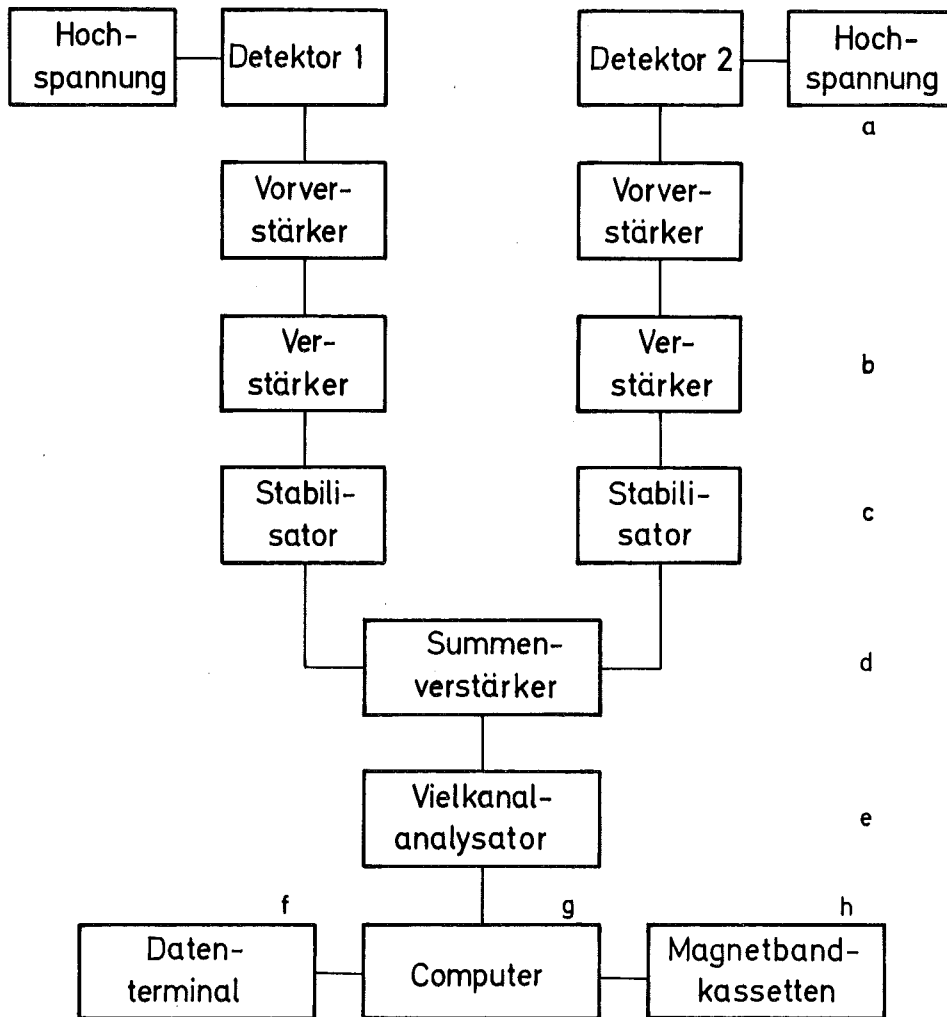 Hoch-
spannung
Detektor 1
Detektor 2
Hoch-
spannung
a
Vorver-
stärker
Vorver-
stärker
Ver-
stärker
Ver-
stärker
b
Stabili-
sator
Stabili-
sator
c
Summen-
verstärker
d
Vielkanal-
analysator
e
f
g
h
Daten-
terminal
Computer
Magnetband-
kassetten